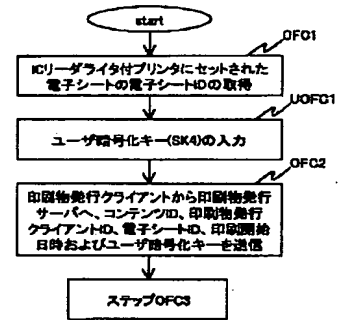 start
OFC1
ICリーダライタ付プリンタにセットされた
電子シートの電子シートIDの取得
UOFC1
ユーザ暗号化キー(SK4)の入力
OFC2
印刷物発行クライアントから印刷物発行
サーバへ、コンテンツID、印刷物発行
クライアントID、電子シートID、印刷開始
日時およびユーザ暗号化キーを送信
ステップOFC3